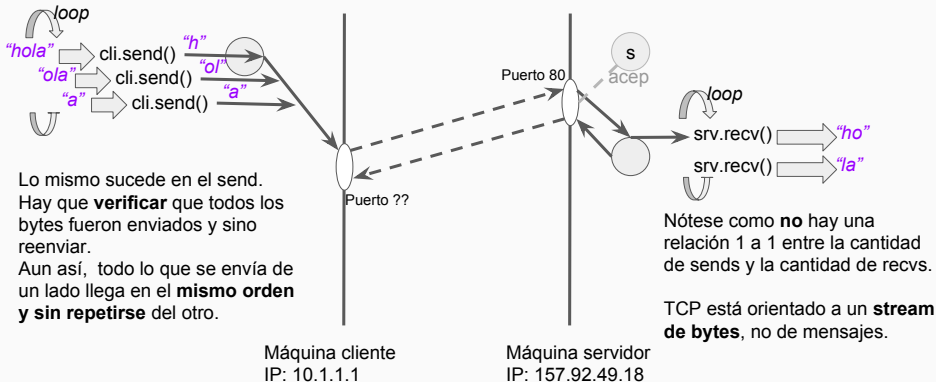 loop
“hola” cli.send() “h”
“ola” cli.send() “ol”
“a” cli.send() “a”
Lo mismo sucede en el send.
Hay que verificar que todos los
bytes fueron enviados y sino
reenviar.
Aun así, todo lo que se envía de
un lado llega en el mismo orden
y sin repetirse del otro.
Puerto ??
Máquina cliente
IP: 10.1.1.1
Puerto 80
s
acep
Máquina servidor
IP: 157.92.49.18
loop
srv.recv() “ho”
srv.recv() “la”
Nótese como no hay una
relación 1 a 1 entre la cantidad
de sends y la cantidad de recvs.
TCP está orientado a un stream
de bytes, no de mensajes.